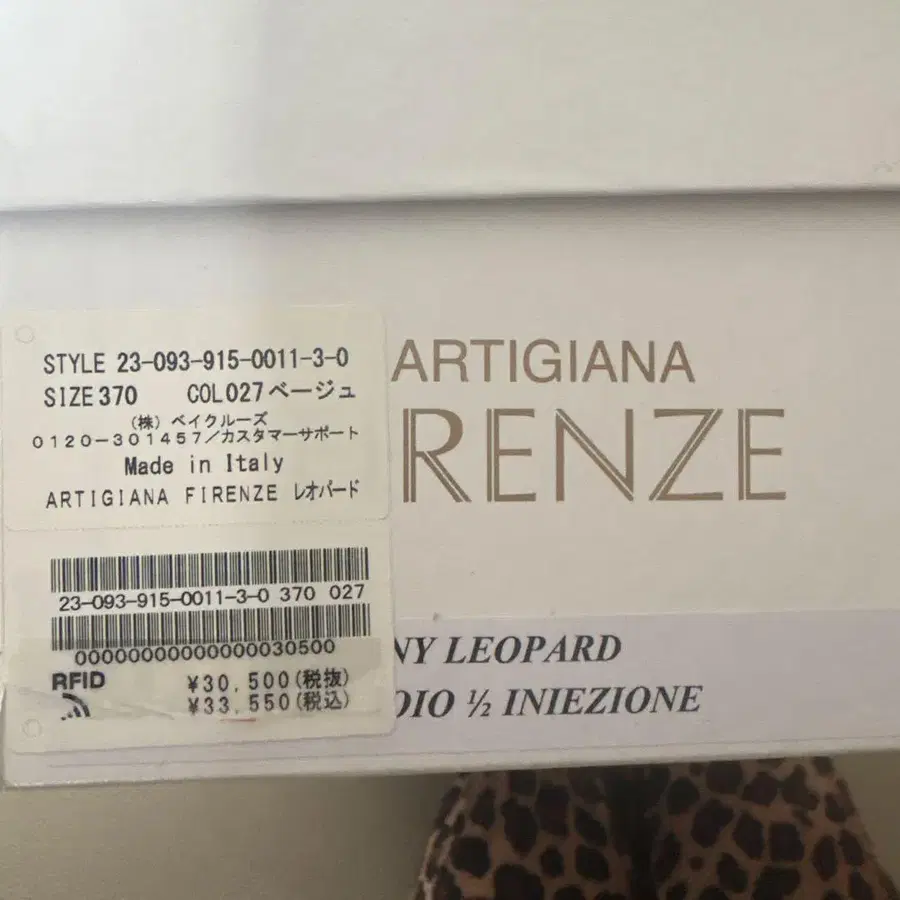 STYLE 23-093-915-0011-3-0
SIZE 370 COL 027 ベージュ
(株) ベイクルーズ
0120-301457/カスタマーサポート
Made in Italy
ARTIGIANA FIRENZE レオパード
23-093-915-0011-3-0 370 027
00000000000000000030500
RFID
¥30,500(税抜)
¥33,550(税込)
ARTIGIANA
RENZE
NY LEOPARD
OIO ½ INIEZIONE